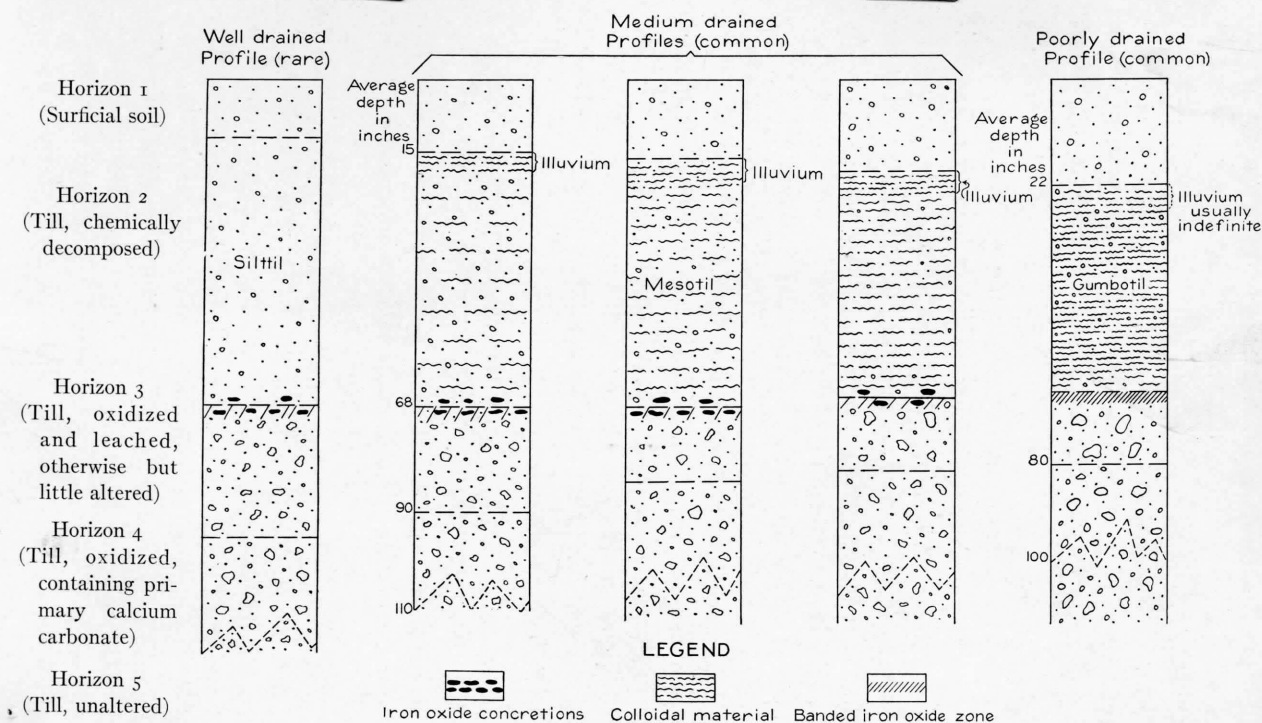 Well drained
Profile (rare)
Medium drained
Profiles (common)
Poorly drained
Profile (common)
Horizon 1
(Surficial soil)
Horizon 2
(Till, chemically
decomposed)
Horizon 3
(Till, oxidized
and leached,
otherwise but
little altered)
Horizon 4
(Till, oxidized,
containing pri-
mary calcium
carbonate)
Horizon 5
(Till, unaltered)
Silttil
Average
depth
in
inches
15
68
90
110
Illuvium
Illuvium
Mesotil
Illuvium
Average
depth
in
inches
22
80
100
Illuvium
usually
indefinite
Gumbotil
LEGEND
Iron oxide concretions
Colloidal material
Banded iron oxide zone